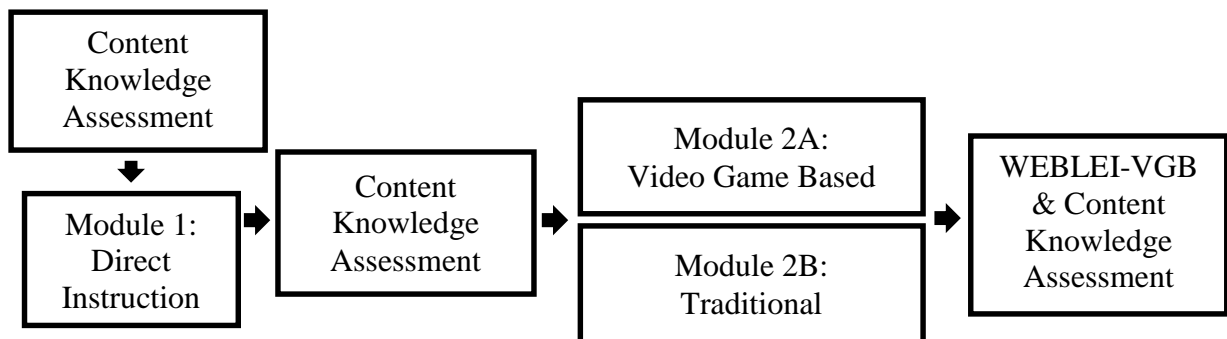 Content
Knowledge
Assessment
Module 1:
Direct
Instruction
Content
Knowledge
Assessment
Module 2A:
Video Game Based
Module 2B:
Traditional
WEBLEI-VGB
& Content
Knowledge
Assessment